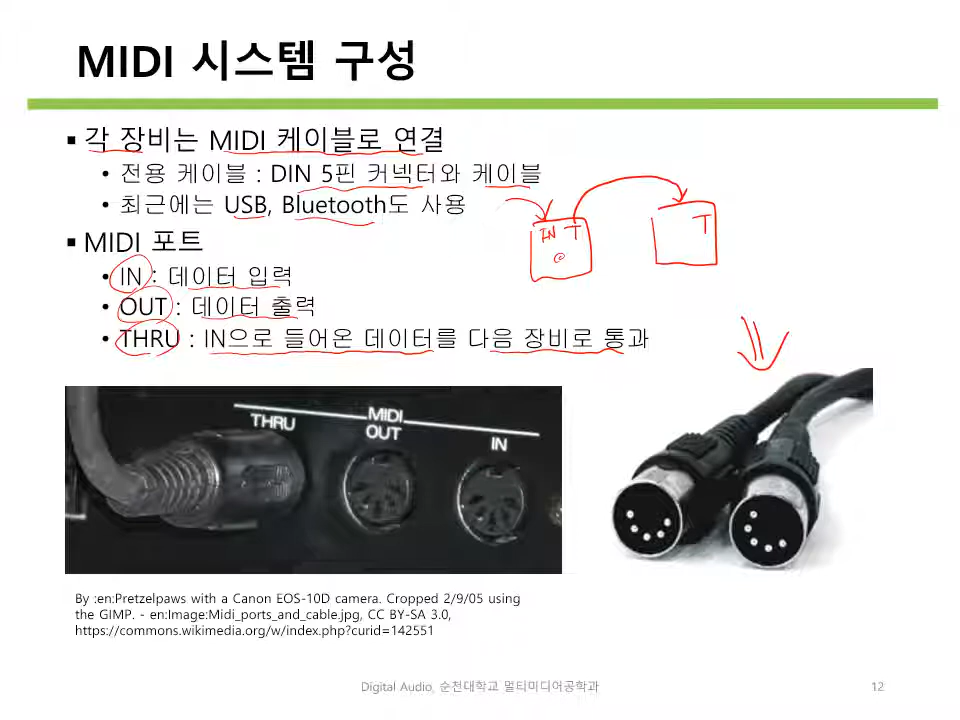 MIDI 시스템 구성
▪ 각 장비는 MIDI 케이블로 연결
• 전용 케이블 : DIN 5핀 커넥터와 케이블
• 최근에는 USB, Bluetooth도 사용
▪ MIDI 포트
• IN : 데이터 입력
• OUT : 데이터 출력
• THRU : IN으로 들어온 데이터를 다음 장비로 통과
IN T
T
THRU
MIDI
OUT
IN
By :en:Pretzelpaws with a Canon EOS-10D camera. Cropped 2/9/05 using
the GIMP. - en:Image:Midi_ports_and_cable.jpg, CC BY-SA 3.0,
https://commons.wikimedia.org/w/index.php?curid=142551
Digital Audio, 순천대학교 멀티미디어공학과
12